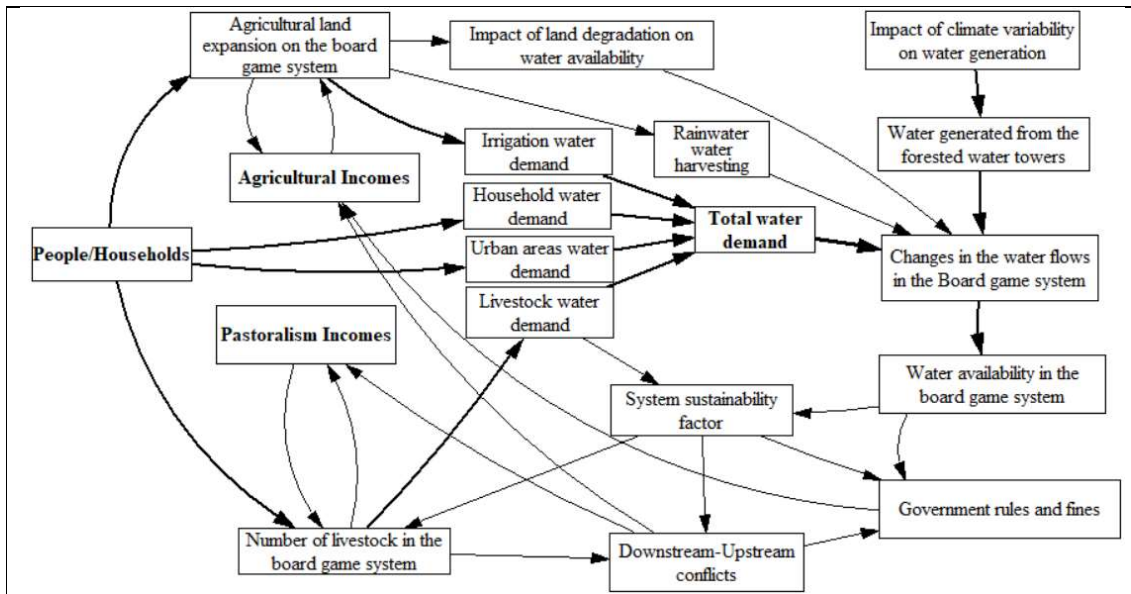 Agricultural land
expansion on the board
game system
Impact of land degradation on
water availability
Impact of climate variability
on water generation
Irrigation water
demand
Rainwater
water
harvesting
Water generated from the
forested water towers
Agricultural Incomes
Household water
demand
Total water
demand
People/Households
Urban areas water
demand
Changes in the water flows
in the Board game system
Livestock water
demand
Pastoralism Incomes
System sustainability
factor
Water availability in the
board game system
Government rules and fines
Number of livestock in the
board game system
Downstream-Upstream
conflicts